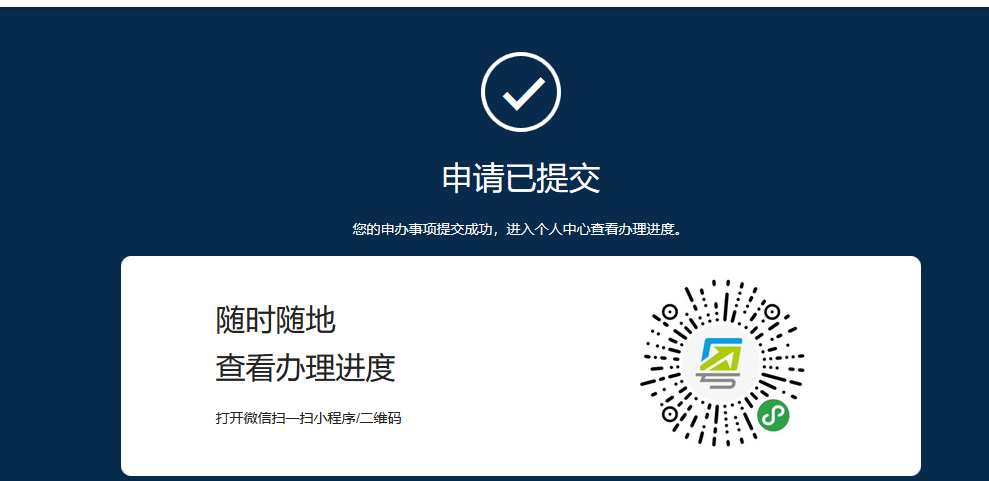 申请已提交
您的申办事项提交成功，进入个人中心查看办理进度。
随时随地
查看办理进度
打开微信扫一扫小程序/二维码